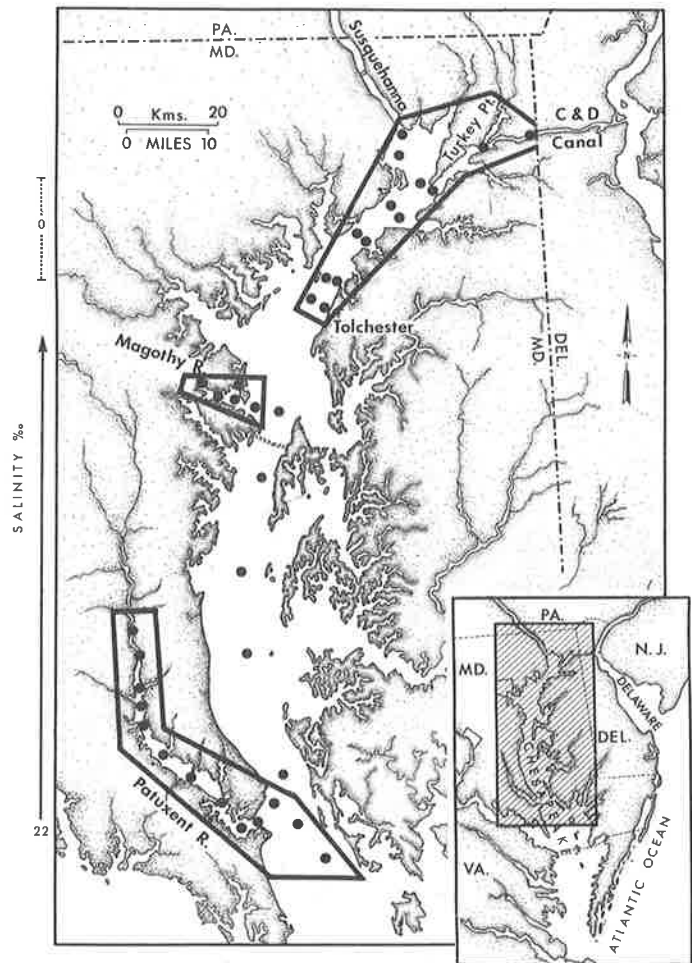 PA.
MD.
Susquehanna
0 Kms. 20
0 MILES 10
Turkey Pt.
C & D
Canal
0
Tolchester
Magothy R.
DEL.
MD.
N
SALINITY ‰
Patuxent R.
22
PA.
N. J.
MD.
DELAWARE
DEL.
CHESAPEAKE
VA.
ATLANTIC OCEAN